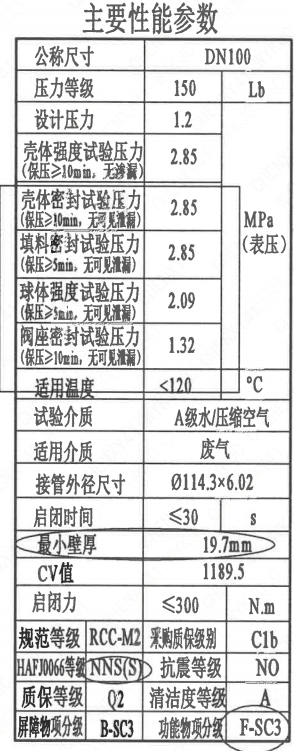 主要性能参数
公称尺寸 DN100
压力等级 150 Lb
设计压力 1.2
壳体强度试验压力 2.85
(保压≥10min, 无渗漏)
壳体密封试验压力 2.85
(保压≥10min, 无可见泄漏)
MPa
(表压)
填料密封试验压力 2.85
(保压≥5min, 无可见泄漏)
球体强度试验压力 2.09
(保压≥5min, 无可见泄漏)
阀座密封试验压力 1.32
(保压≥10min, 无可见泄漏)
适用温度 <120 °C
试验介质 A级水/压缩空气
适用介质 废气
接管外径尺寸 Ø114.3×6.02
启闭时间 ≤30 s
最小壁厚 19.7mm
CV值 1189.5
启闭力 ≤300 N.m
规范等级 RCC-M2 采购质保级别 C1b
HAFJ0066等级 NNS(S) 抗震等级 NO
质保等级 Q2 清洁度等级 A
屏障物项分级 B-SC3 功能物项分级 F-SC3